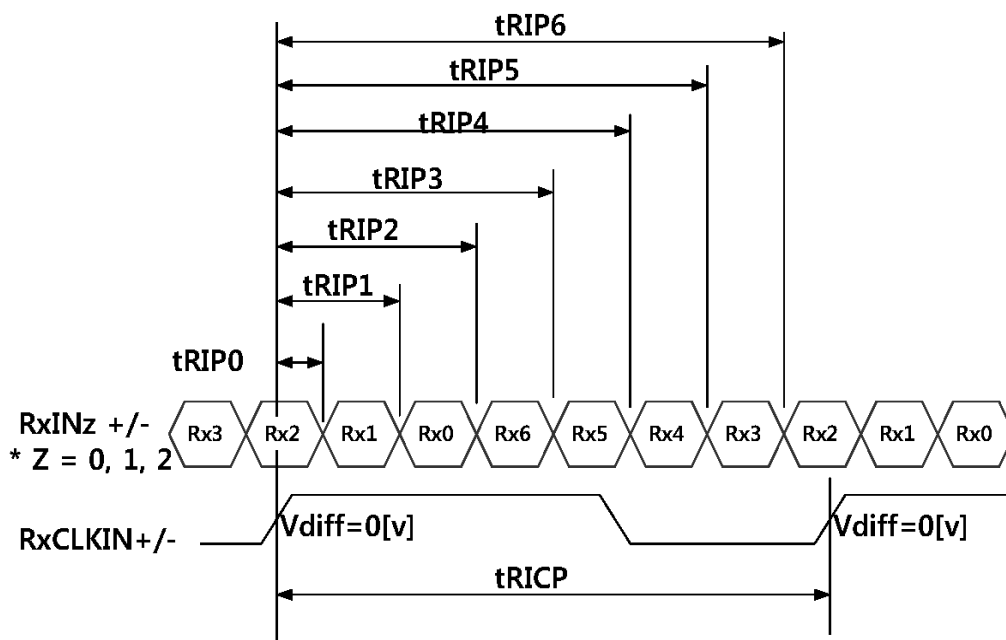 tRIP6
tRIP5
tRIP4
tRIP3
tRIP2
tRIP1
tRIP0
RxINz +/-
* Z = 0, 1, 2
Rx3 Rx2 Rx1 Rx0 Rx6 Rx5 Rx4 Rx3 Rx2 Rx1 Rx0
RxCLKIN+/-
Vdiff=0[v] Vdiff=0[v]
tRICP